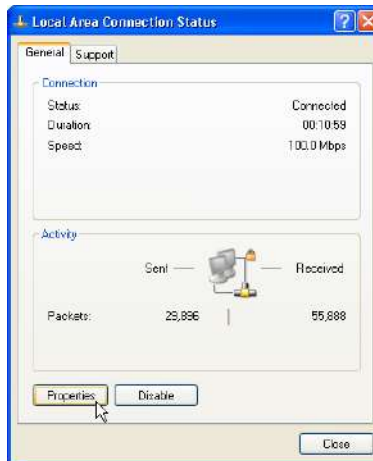 Local Area Connection Status
General Support
Connection
Status: Connected
Duration: 00:10:59
Speed: 100.0 Mbps
Activity
Sent Received
Packets: 29,896 55,888
Properties Disable
Close